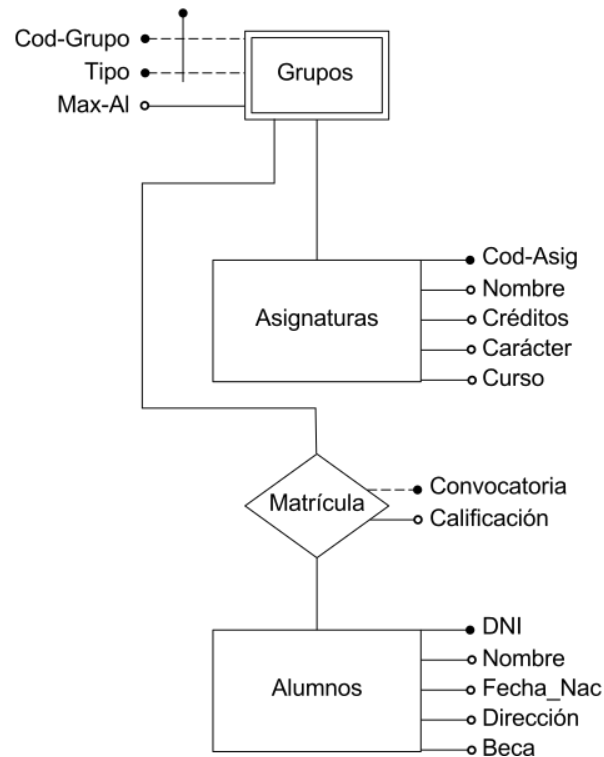 Cod-Grupo
Tipo
Max-Al
Grupos
Asignaturas
Cod-Asig
Nombre
Créditos
Carácter
Curso
Matrícula
Convocatoria
Calificación
Alumnos
DNI
Nombre
Fecha_Nac
Dirección
Beca